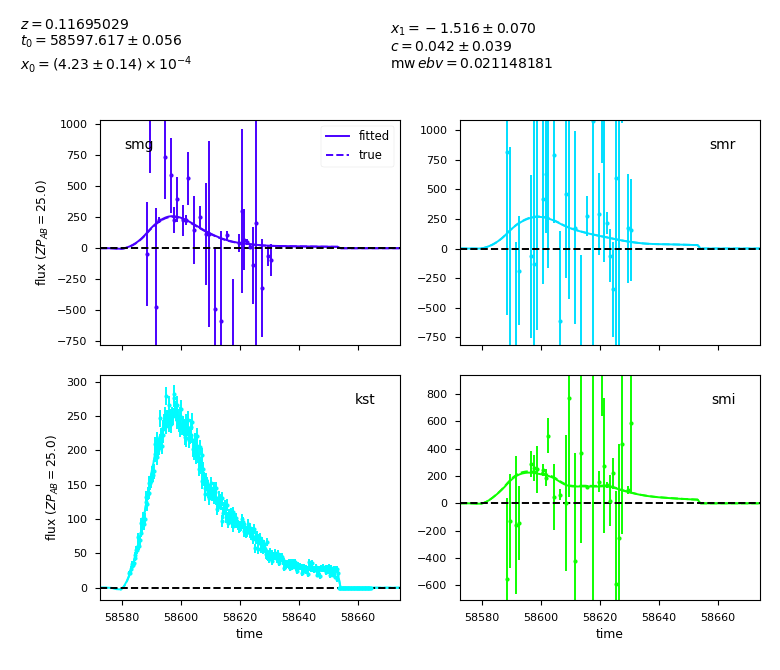 z = 0.11695029
t₀ = 58597.617 ± 0.056
x₀ = (4.23 ± 0.14) × 10⁻⁴
x₁ = −1.516 ± 0.070
c = 0.042 ± 0.039
mw ebv = 0.021148181
1000
750
500
250
0
−250
−500
−750
flux (ZP_AB = 25.0)
smg
fitted
true
1000
750
500
250
0
−250
−500
−750
smr
300
250
200
150
100
50
0
flux (ZP_AB = 25.0)
kst
58580 58600 58620 58640 58660
time
800
600
400
200
0
−200
−400
−600
smi
58580 58600 58620 58640 58660
time